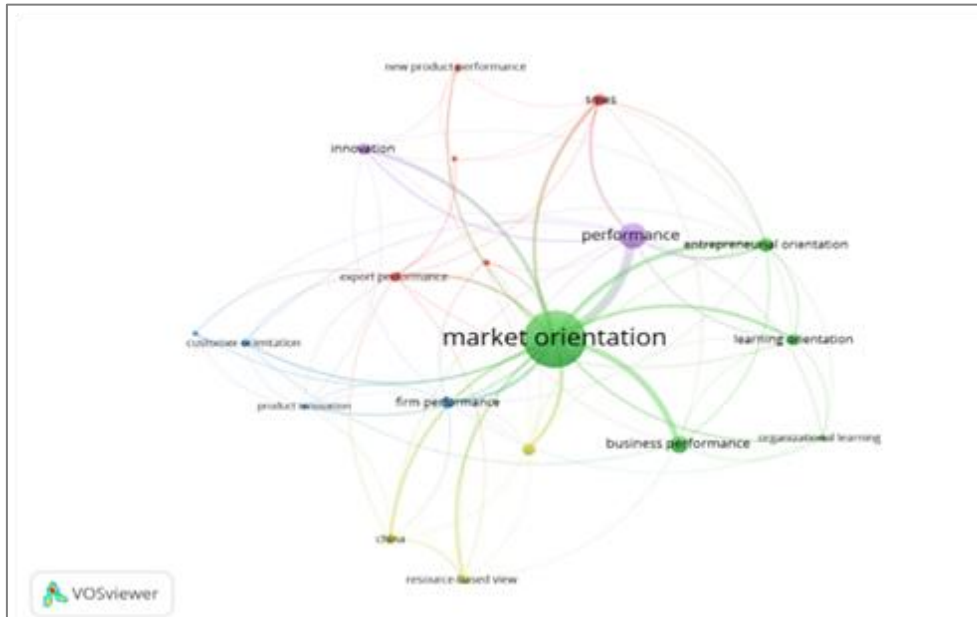 new product performance
smes
innovation
performance
entrepreneurial orientation
export performance
market orientation
customer orientation
learning orientation
product innovation
firm performance
business performance
organizational learning
china
resource-based view
VOSviewer